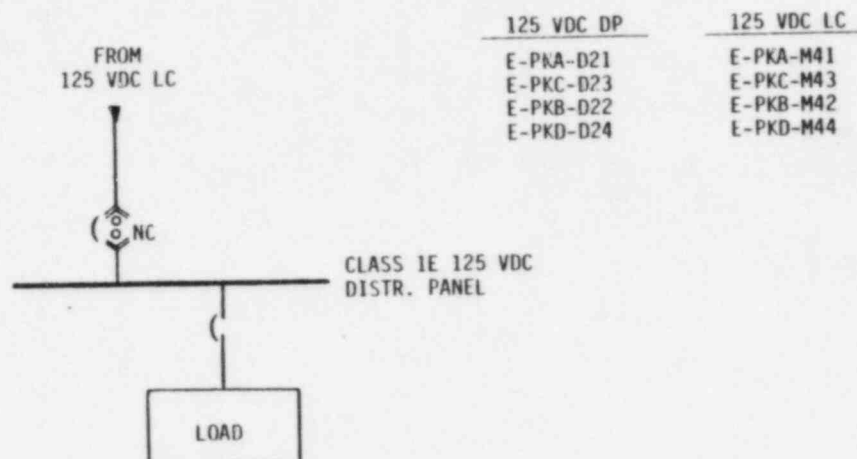 FROM
125 VDC LC
NC
CLASS 1E 125 VDC
DISTR. PANEL
LOAD
125 VDC DP
E-PKA-D21
E-PKC-D23
E-PKB-D22
E-PKD-D24
125 VDC LC
E-PKA-M41
E-PKC-M43
E-PKB-M42
E-PKD-M44